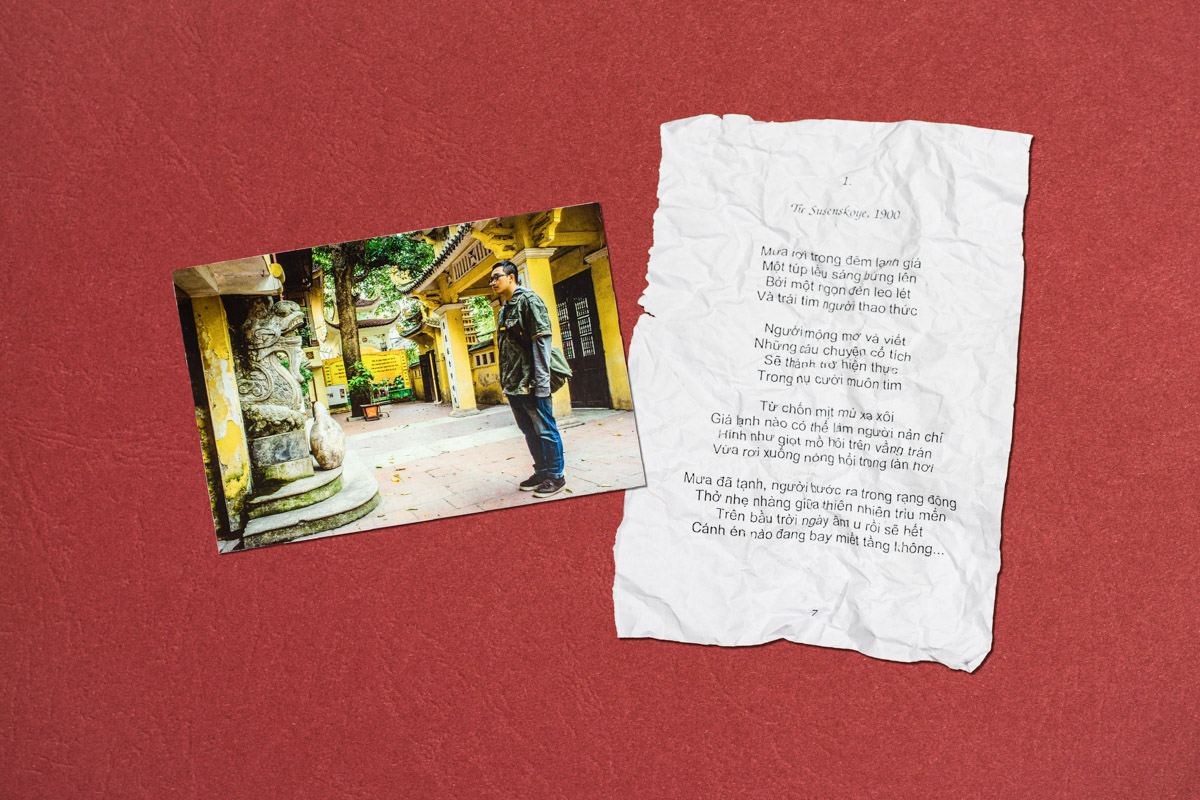 1.
Từ Susenskoye, 1900
Mưa rơi trong đêm lạnh giá
Một túp lều sáng bừng lên
Bởi một ngọn đèn leo lét
Và trái tim người thao thức
Người mộng mơ và viết
Những câu chuyện cổ tích
Sẽ thành trở hiện thực
Trong nụ cười muôn tim
Từ chốn mịt mù xa xôi
Giá lạnh nào có thể làm người nản chí
Hình như giọt mồ hôi trên vầng trán
Vừa rơi xuống nóng hổi trong lần hơi
Mưa đã tạnh, người bước ra trong rạng đông
Thở nhẹ nhàng giữa thiên nhiên trìu mến
Trên bầu trời ngày ầm u rồi sẽ hết
Cánh én nào đang bay miết tầng không...
7